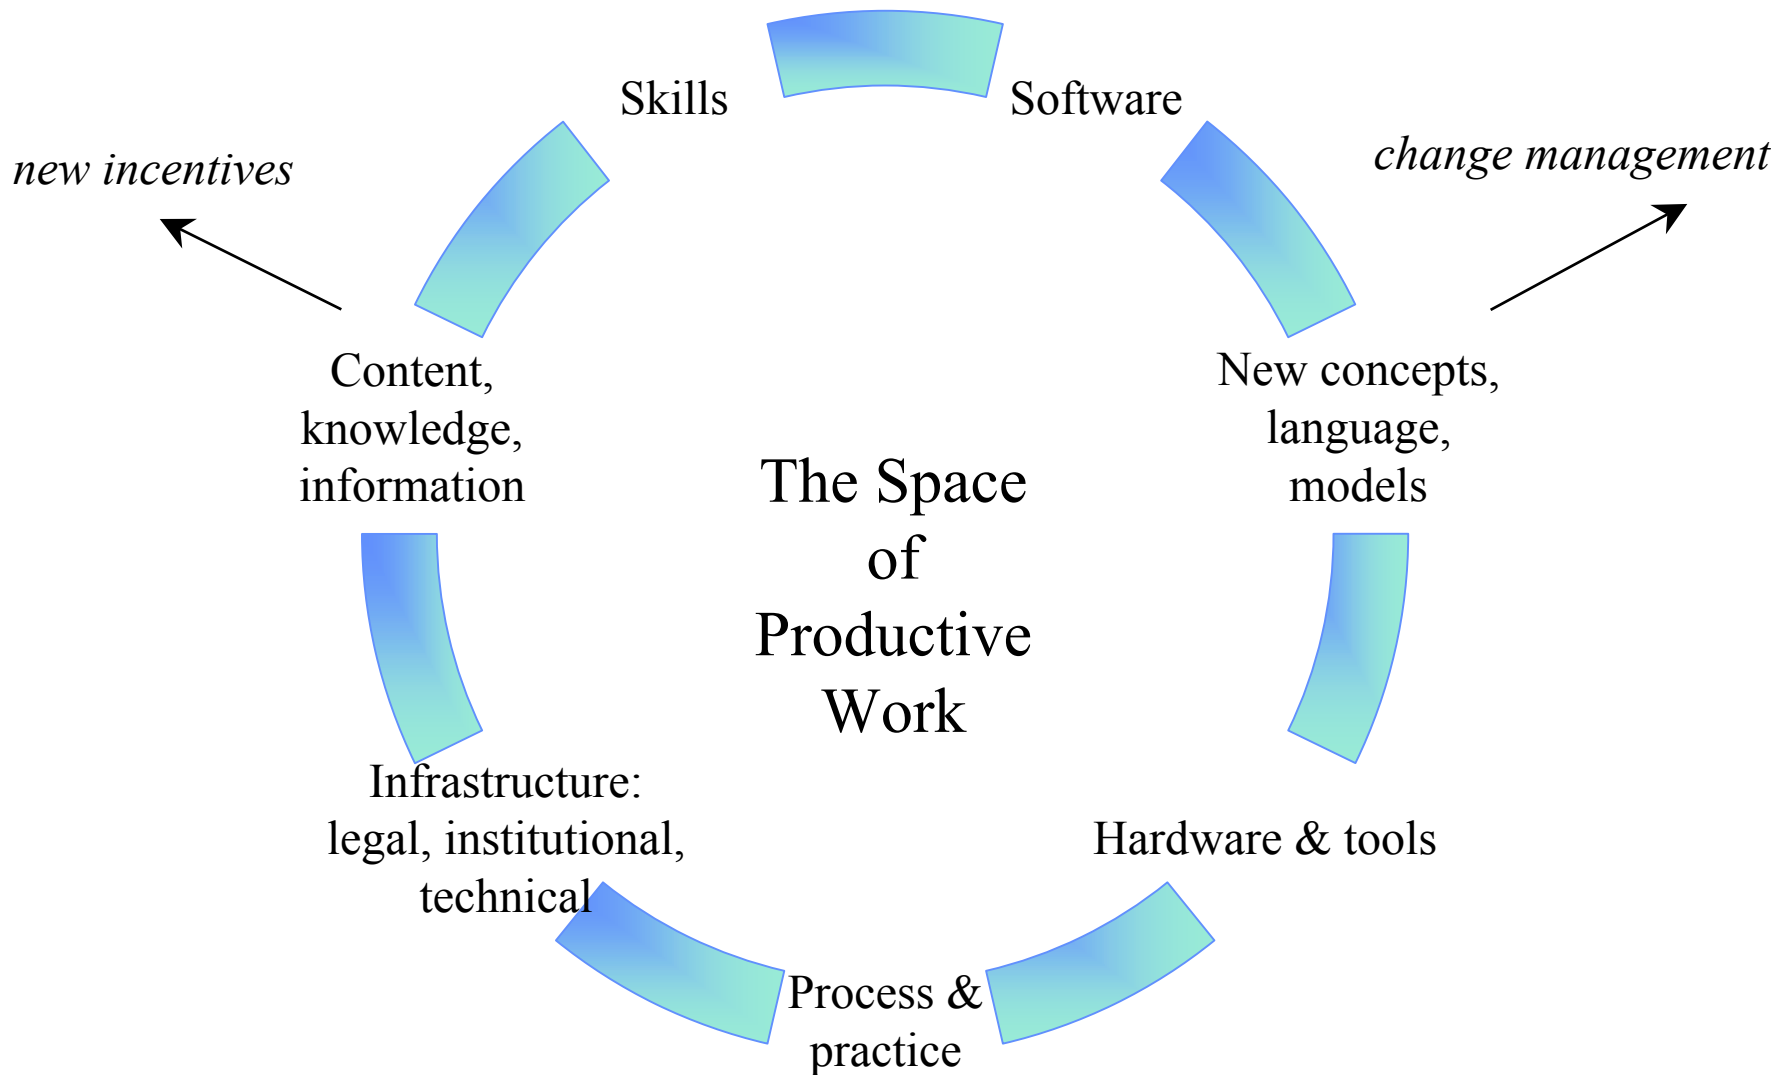 Skills
Software
new incentives
change management
Content,
knowledge,
information
New concepts,
language,
models
The Space
of
Productive
Work
Infrastructure:
legal, institutional,
technical
Hardware & tools
Process &
practice